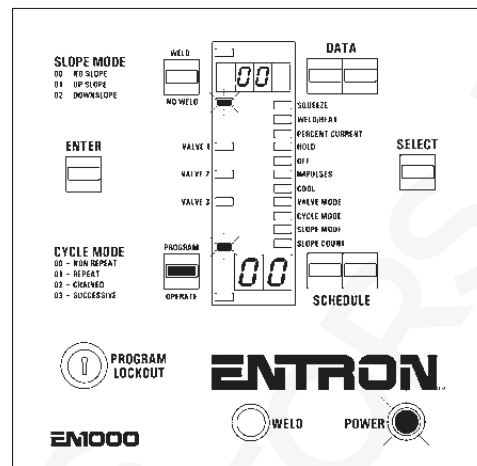 SLOPE MODE
00 - NO SLOPE
01 - UP SLOPE
02 DOWNSLOPE
WELD
NO WELD
00
DATA
ENTER
VALVE 1
VALVE 2
VALVE 3
SQUEEZE
WELD/HEAT
PERCENT CURRENT
HOLD
OFF
IMPULSES
COOL
VALVE MODE
CYCLE MODE
SLOPE MODE
SLOPE COUNT
SELECT
CYCLE MODE
00 - NON REPEAT
01 - REPEAT
02 - CHAINED
03 - SUCCESSIVE
PROGRAM
OPERATE
00
SCHEDULE
PROGRAM
LOCKOUT
ENTRON
WELD
POWER
EN1000